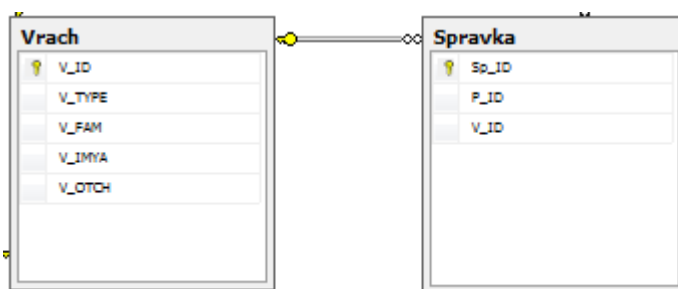 Vrach
V_ID
V_TYPE
V_FAM
V_IMYA
V_OTCH
Spravka
Sp_ID
P_ID
V_ID